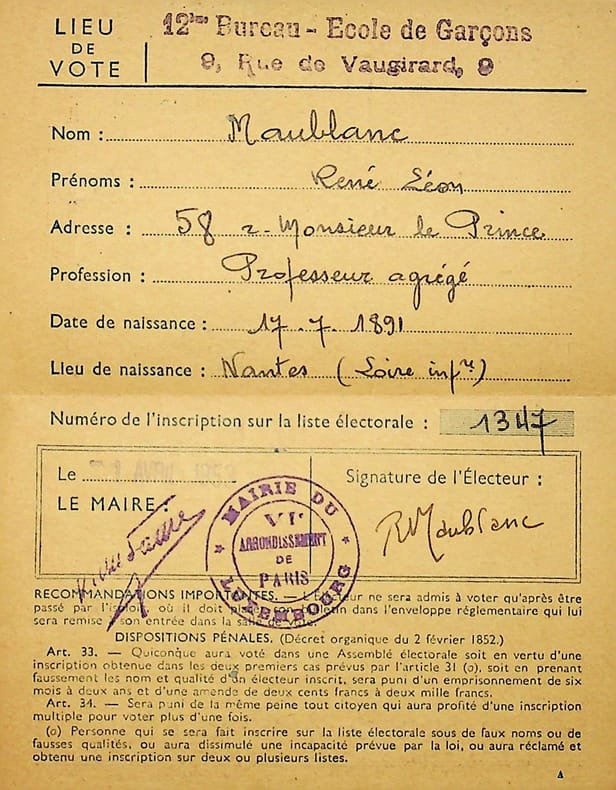 LIEU
DE
VOTE
12ème Bureau - Ecole de Garçons
9, Rue de Vaugirard, 9
Nom : Maublanc
Prénoms : René Léon
Adresse : 58 r. Monsieur le Prince
Profession : Professeur agrégé
Date de naissance : 17.7.1891
Lieu de naissance : Nantes (Loire infre)
Numéro de l'inscription sur la liste électorale : 1347
Le
LE MAIRE :
Signature de l'Électeur :
RMaublanc
MAIRIE DU
VIe
ARRONDISSEMENT
DE
PARIS
LUXEMBOURG
RECOMMANDATIONS IMPORTANTES. — L'Électeur ne sera admis à voter qu'après être
passé par l'isoloir, où il doit placer son bulletin dans l'enveloppe réglementaire qui lui
sera remise à son entrée dans la salle de vote.
DISPOSITIONS PÉNALES. (Décret organique du 2 février 1852.)
Art. 33. — Quiconque aura voté dans une Assemblé électorale soit en vertu d'une
inscription obtenue dans les deux premiers cas prévus par l'article 31 (o), soit en prenant
faussement les nom et qualité d'un électeur inscrit, sera puni d'un emprisonnement de six
mois à deux ans et d'une amende de deux cents francs à deux mille francs.
Art. 34. — Sera puni de la même peine tout citoyen qui aura profité d'une inscription
multiple pour voter plus d'une fois.
(o) Personne qui se sera fait inscrire sur la liste électorale sous de faux noms ou de
fausses qualités, ou aura dissimulé une incapacité prévue par la loi, ou aura réclamé et
obtenu une inscription sur deux ou plusieurs listes.
A